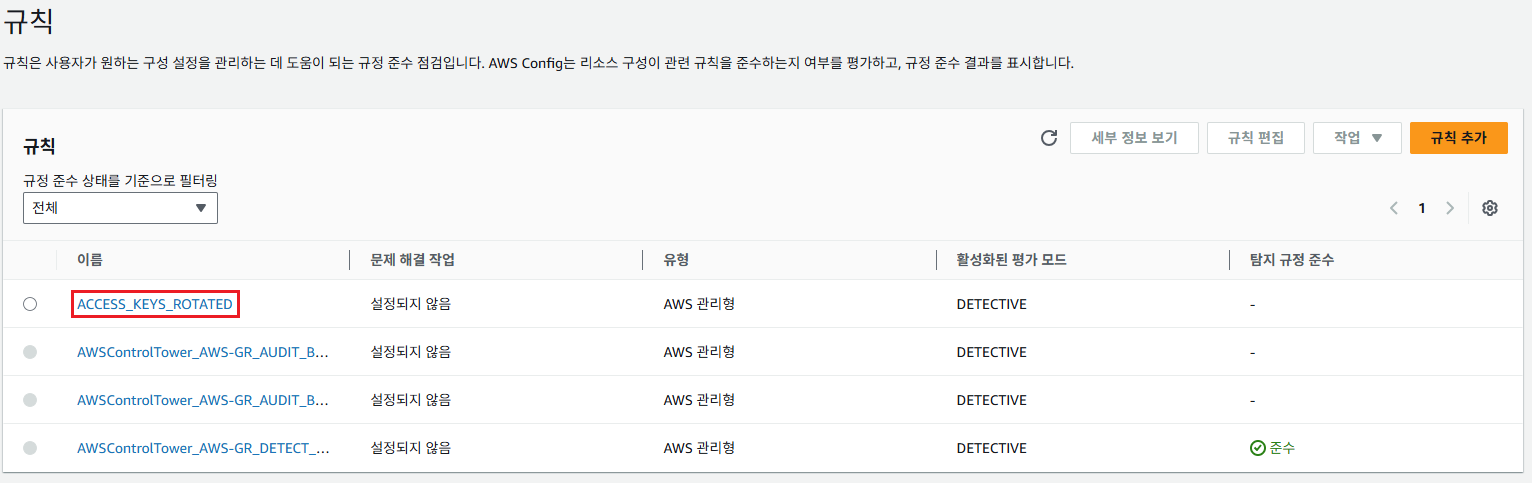 규칙
규칙은 사용자가 원하는 구성 설정을 관리하는 데 도움이 되는 규정 준수 점검입니다. AWS Config는 리소스 구성이 관련 규칙을 준수하는지 여부를 평가하고, 규정 준수 결과를 표시합니다.
규칙 세부 정보 보기 규칙 편집 작업 규칙 추가
규정 준수 상태를 기준으로 필터링
전체 1
이름 문제 해결 작업 유형 활성화된 평가 모드 탐지 규정 준수
ACCESS_KEYS_ROTATED 설정되지 않음 AWS 관리형 DETECTIVE -
AWSControlTower_AWS-GR_AUDIT_B... 설정되지 않음 AWS 관리형 DETECTIVE -
AWSControlTower_AWS-GR_AUDIT_B... 설정되지 않음 AWS 관리형 DETECTIVE -
AWSControlTower_AWS-GR_DETECT_... 설정되지 않음 AWS 관리형 DETECTIVE 준수